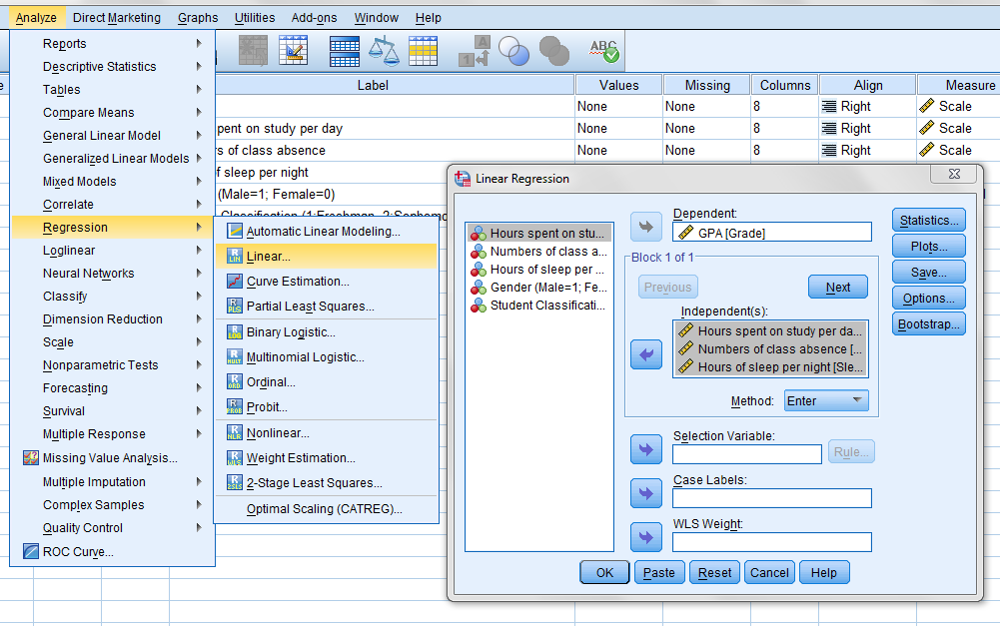 Analyze Direct Marketing Graphs Utilities Add-ons Window Help
Reports
Descriptive Statistics
Tables
Compare Means
General Linear Model
Generalized Linear Models
Mixed Models
Correlate
Regression
Loglinear
Neural Networks
Classify
Dimension Reduction
Scale
Nonparametric Tests
Forecasting
Survival
Multiple Response
Missing Value Analysis...
Multiple Imputation
Complex Samples
Quality Control
ROC Curve...
Automatic Linear Modeling...
Linear...
Curve Estimation...
Partial Least Squares...
Binary Logistic...
Multinomial Logistic...
Ordinal...
Probit...
Nonlinear...
Weight Estimation...
2-Stage Least Squares...
Optimal Scaling (CATREG)...
ABC
Label Values Missing Columns Align Measure
None None 8 Right Scale
pent on study per day None None 8 Right Scale
s of class absence None None 8 Right Scale
f sleep per night
(Male=1; Female=0)
Linear Regression
Hours spent on stu...
Numbers of class a...
Hours of sleep per ...
Gender (Male=1; Fe...
Student Classificati...
Dependent:
GPA [Grade]
Block 1 of 1
Previous Next
Independent(s):
Hours spent on study per da...
Numbers of class absence [...
Hours of sleep per night [Sle...
Method: Enter
Selection Variable:
Rule...
Case Labels:
WLS Weight:
Statistics...
Plots...
Save...
Options...
Bootstrap...
OK Paste Reset Cancel Help